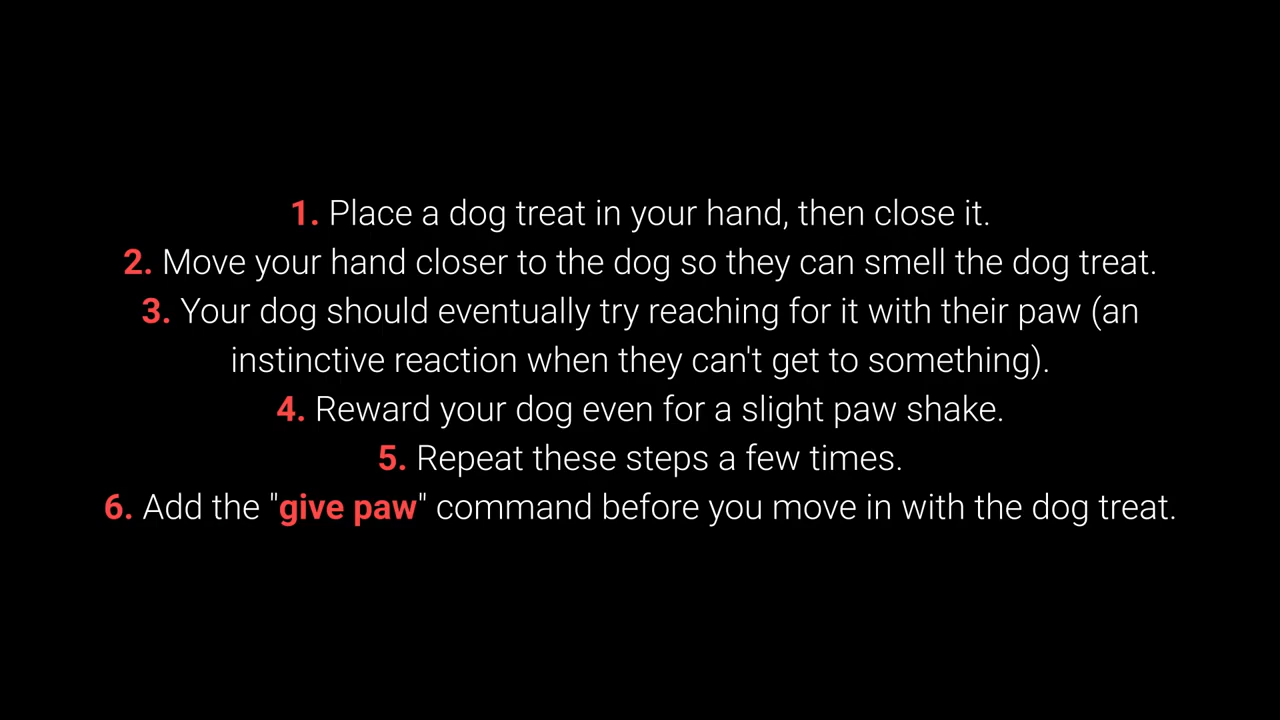 1. Place a dog treat in your hand, then close it.
2. Move your hand closer to the dog so they can smell the dog treat.
3. Your dog should eventually try reaching for it with their paw (an
instinctive reaction when they can't get to something).
4. Reward your dog even for a slight paw shake.
5. Repeat these steps a few times.
6. Add the "give paw" command before you move in with the dog treat.